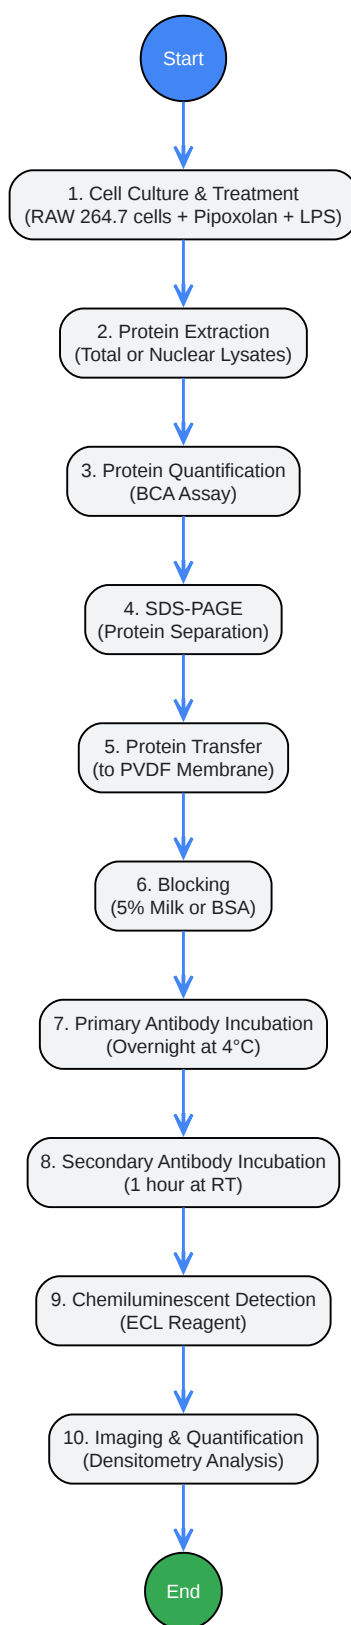 Start
1. Cell Culture & Treatment
(RAW 264.7 cells + Pipoxolan + LPS)
2. Protein Extraction
(Total or Nuclear Lysates)
3. Protein Quantification
(BCA Assay)
4. SDS-PAGE
(Protein Separation)
5. Protein Transfer
(to PVDF Membrane)
6. Blocking
(5% Milk or BSA)
7. Primary Antibody Incubation
(Overnight at 4°C)
8. Secondary Antibody Incubation
(1 hour at RT)
9. Chemiluminescent Detection
(ECL Reagent)
10. Imaging & Quantification
(Densitometry Analysis)
End